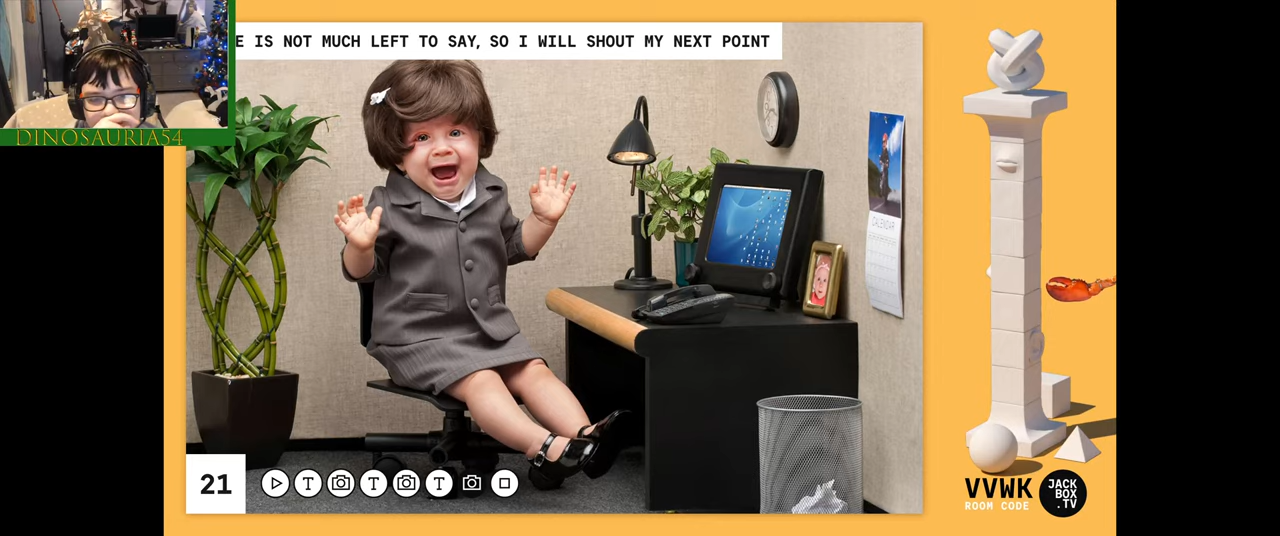 E IS NOT MUCH LEFT TO SAY, SO I WILL SHOUT MY NEXT POINT
DINOSAURIA54
CALENDAR
21
T
T
T
VVWK
ROOM CODE
JACK
BOX
.TV